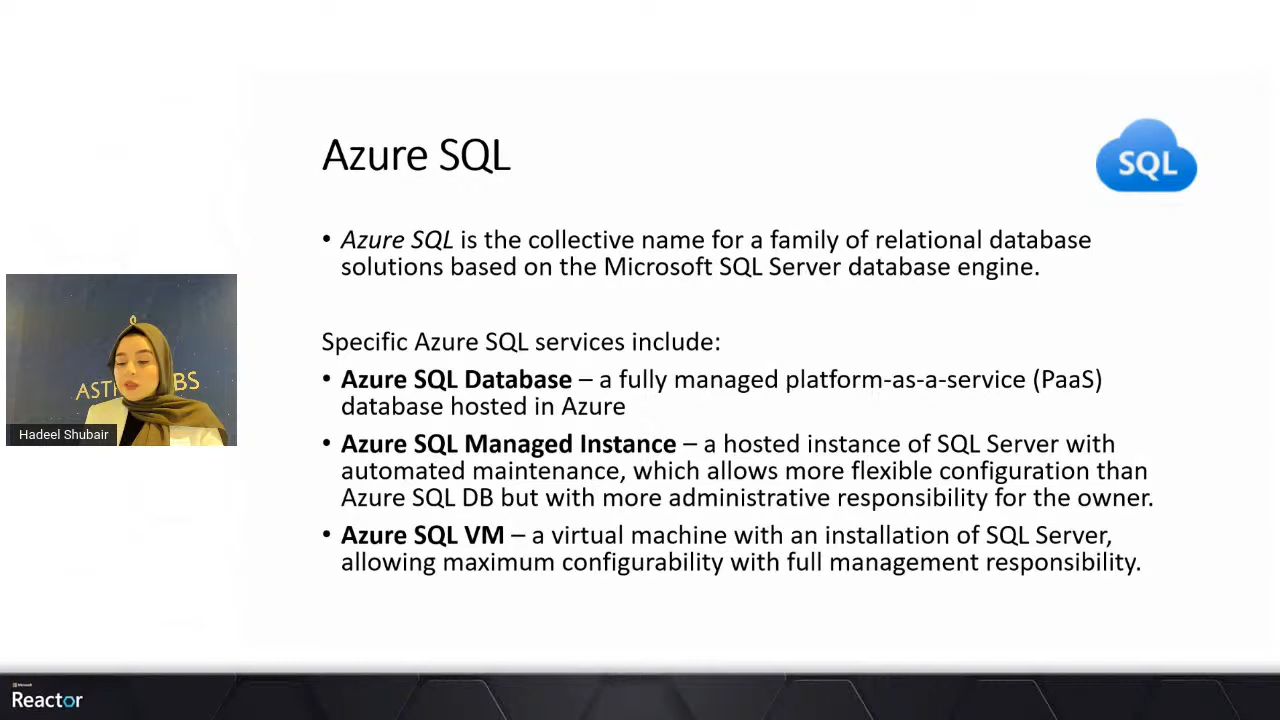 Azure SQL
SQL
• Azure SQL is the collective name for a family of relational database
solutions based on the Microsoft SQL Server database engine.
Specific Azure SQL services include:
• Azure SQL Database – a fully managed platform-as-a-service (PaaS)
database hosted in Azure
• Azure SQL Managed Instance – a hosted instance of SQL Server with
automated maintenance, which allows more flexible configuration than
Azure SQL DB but with more administrative responsibility for the owner.
• Azure SQL VM – a virtual machine with an installation of SQL Server,
allowing maximum configurability with full management responsibility.
Hadeel Shubair
Microsoft
Reactor